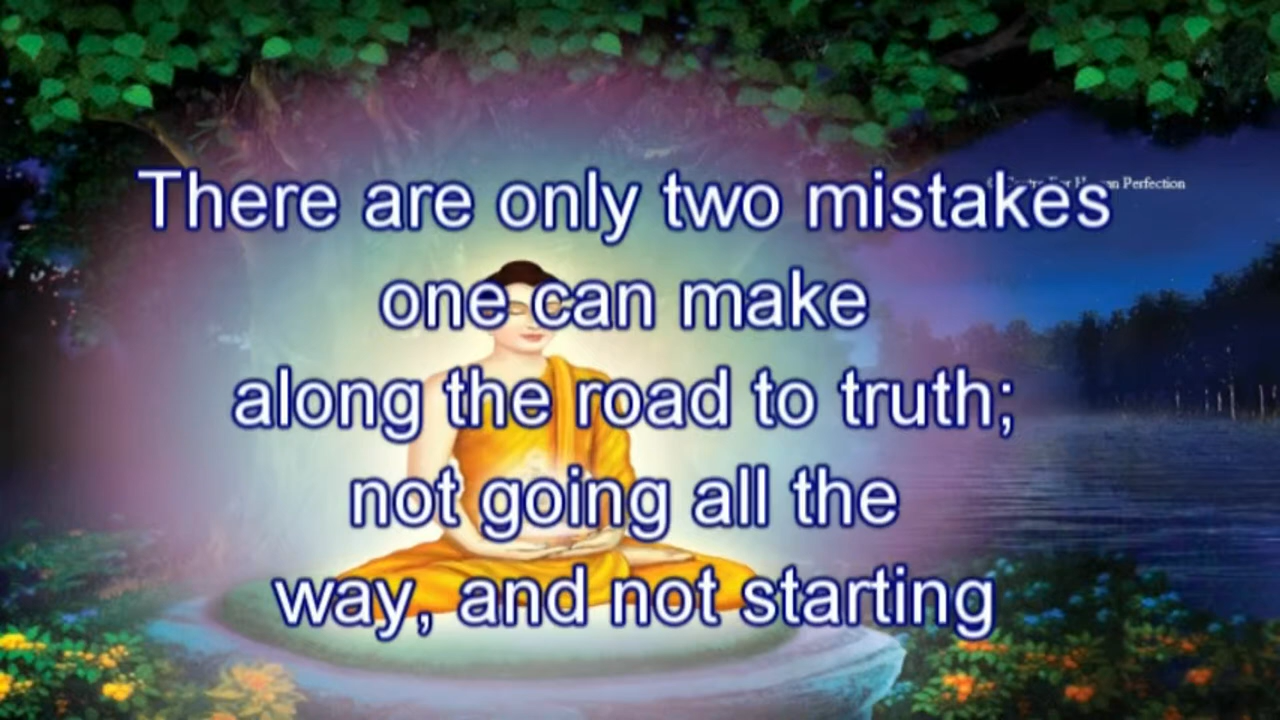 There are only two mistakes
Perfection
one can make
along the road to truth;
not going all the
way, and not starting